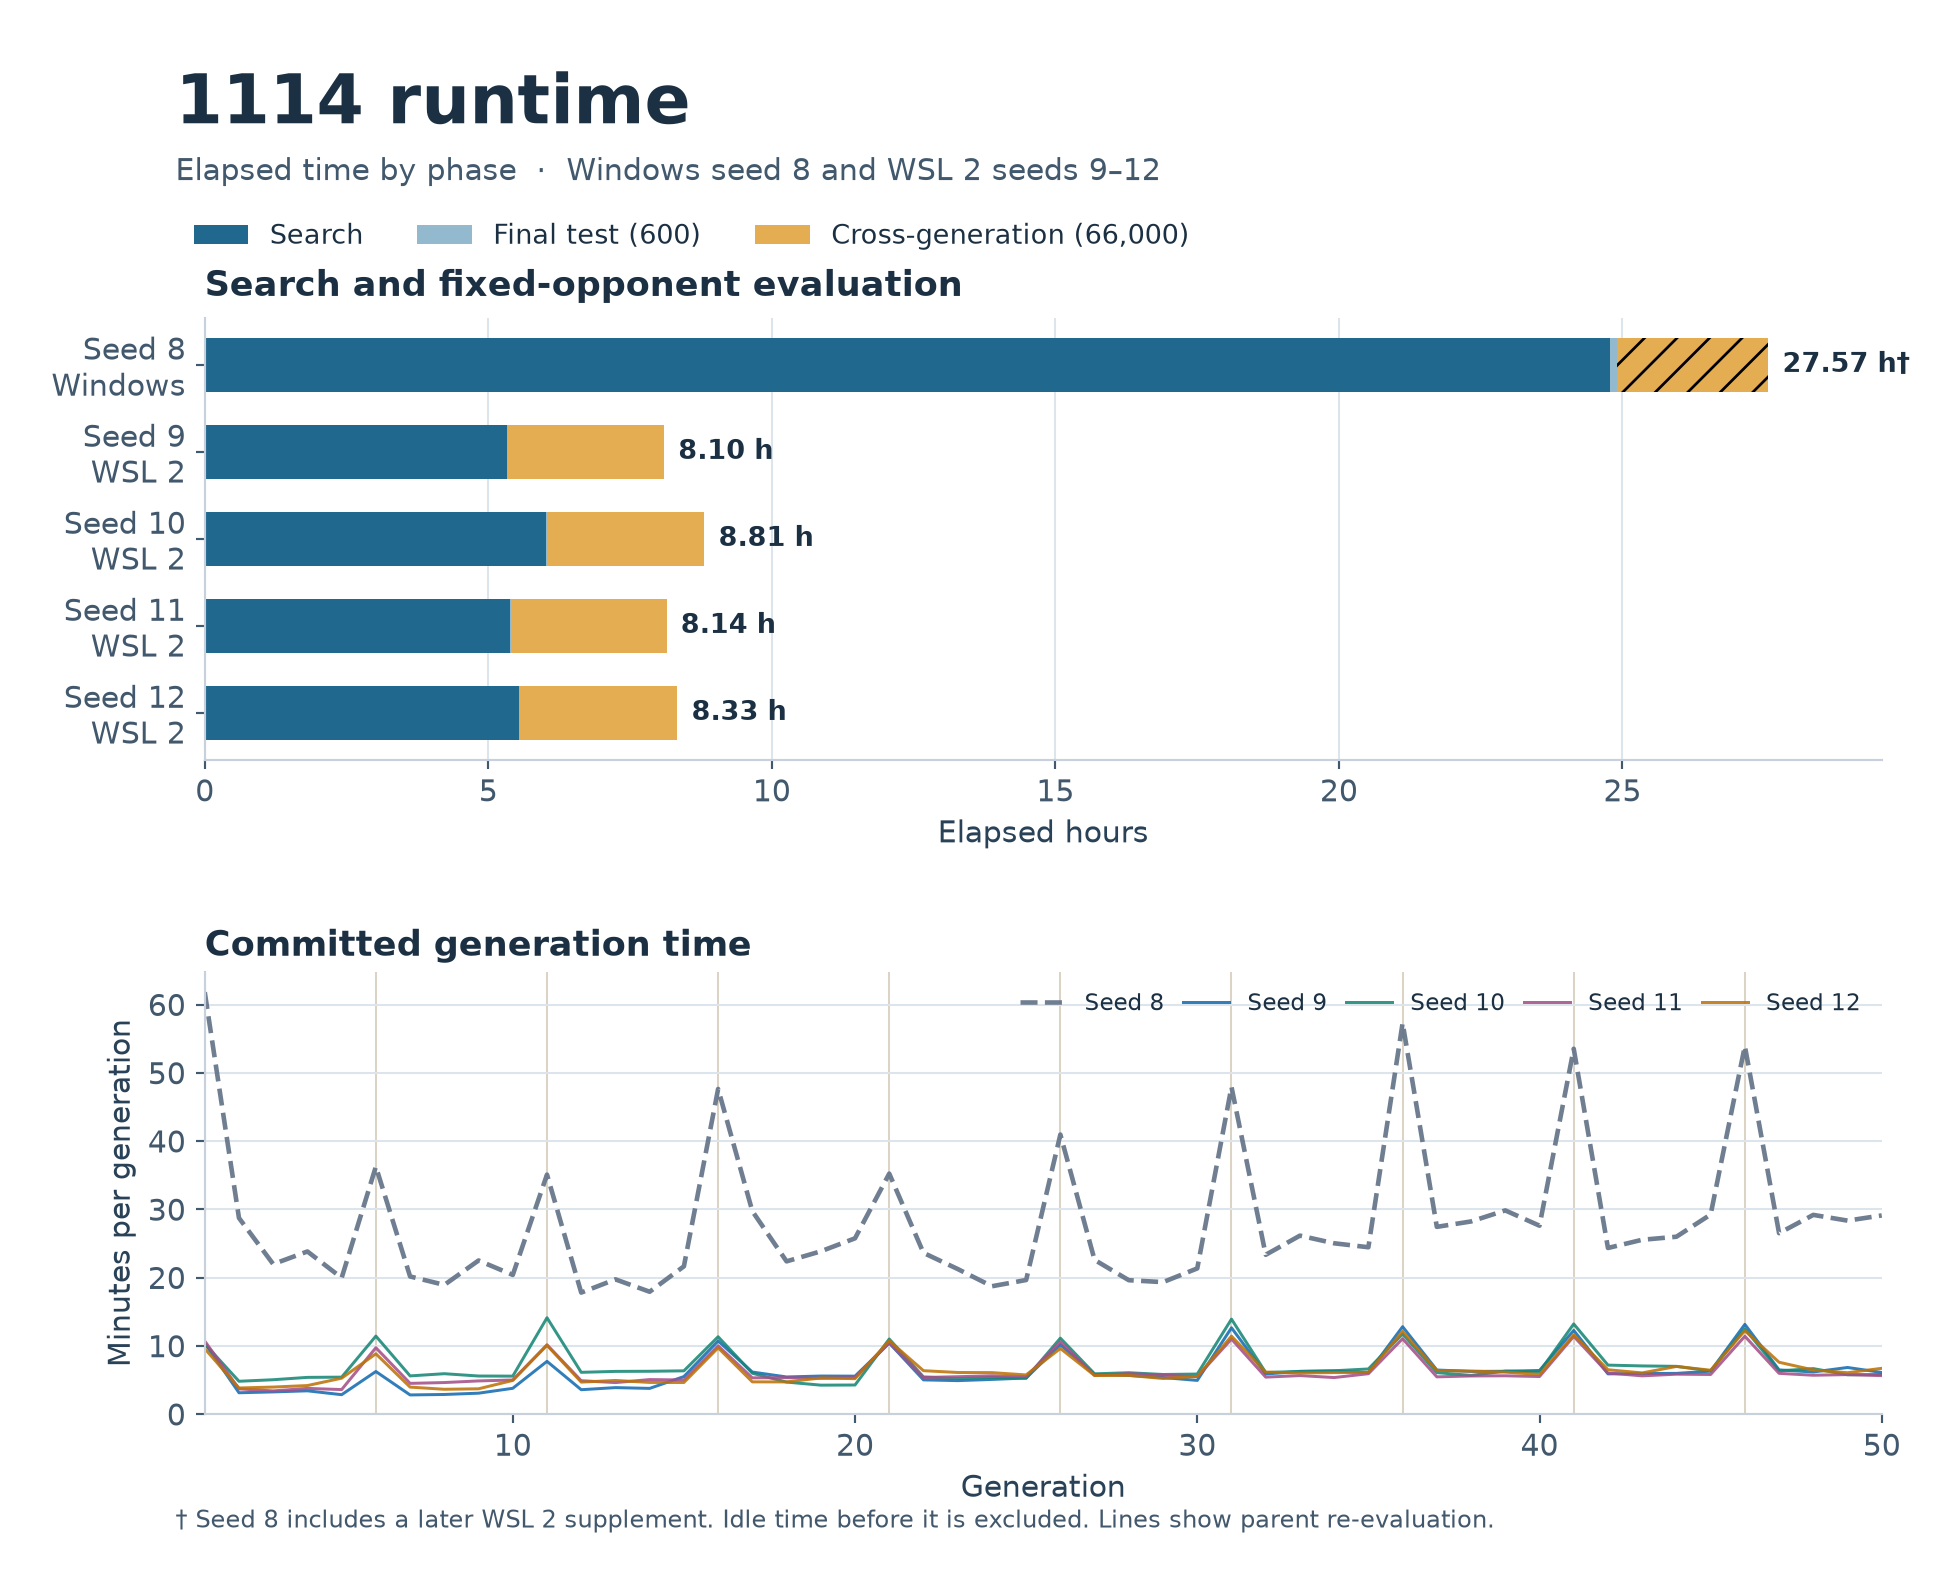 1114 runtime
Elapsed time by phase · Windows seed 8 and WSL 2 seeds 9–12
Search Final test (600) Cross-generation (66,000)
Search and fixed-opponent evaluation
Seed 8
Windows
27.57 h†
Seed 9
WSL 2
8.10 h
Seed 10
WSL 2
8.81 h
Seed 11
WSL 2
8.14 h
Seed 12
WSL 2
8.33 h
0 5 10 15 20 25
Elapsed hours
Committed generation time
Seed 8 Seed 9 Seed 10 Seed 11 Seed 12
Minutes per generation
60
50
40
30
20
10
0
10 20 30 40 50
Generation
† Seed 8 includes a later WSL 2 supplement. Idle time before it is excluded. Lines show parent re-evaluation.